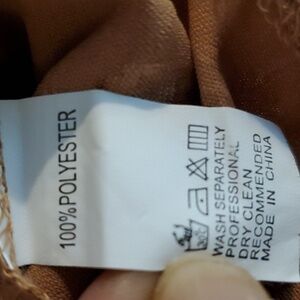 100%POLYESTER
WASH SEPARATELY
PROFESSIONAL
DRY CLEAN
RECOMMENDED
MADE IN CHINA